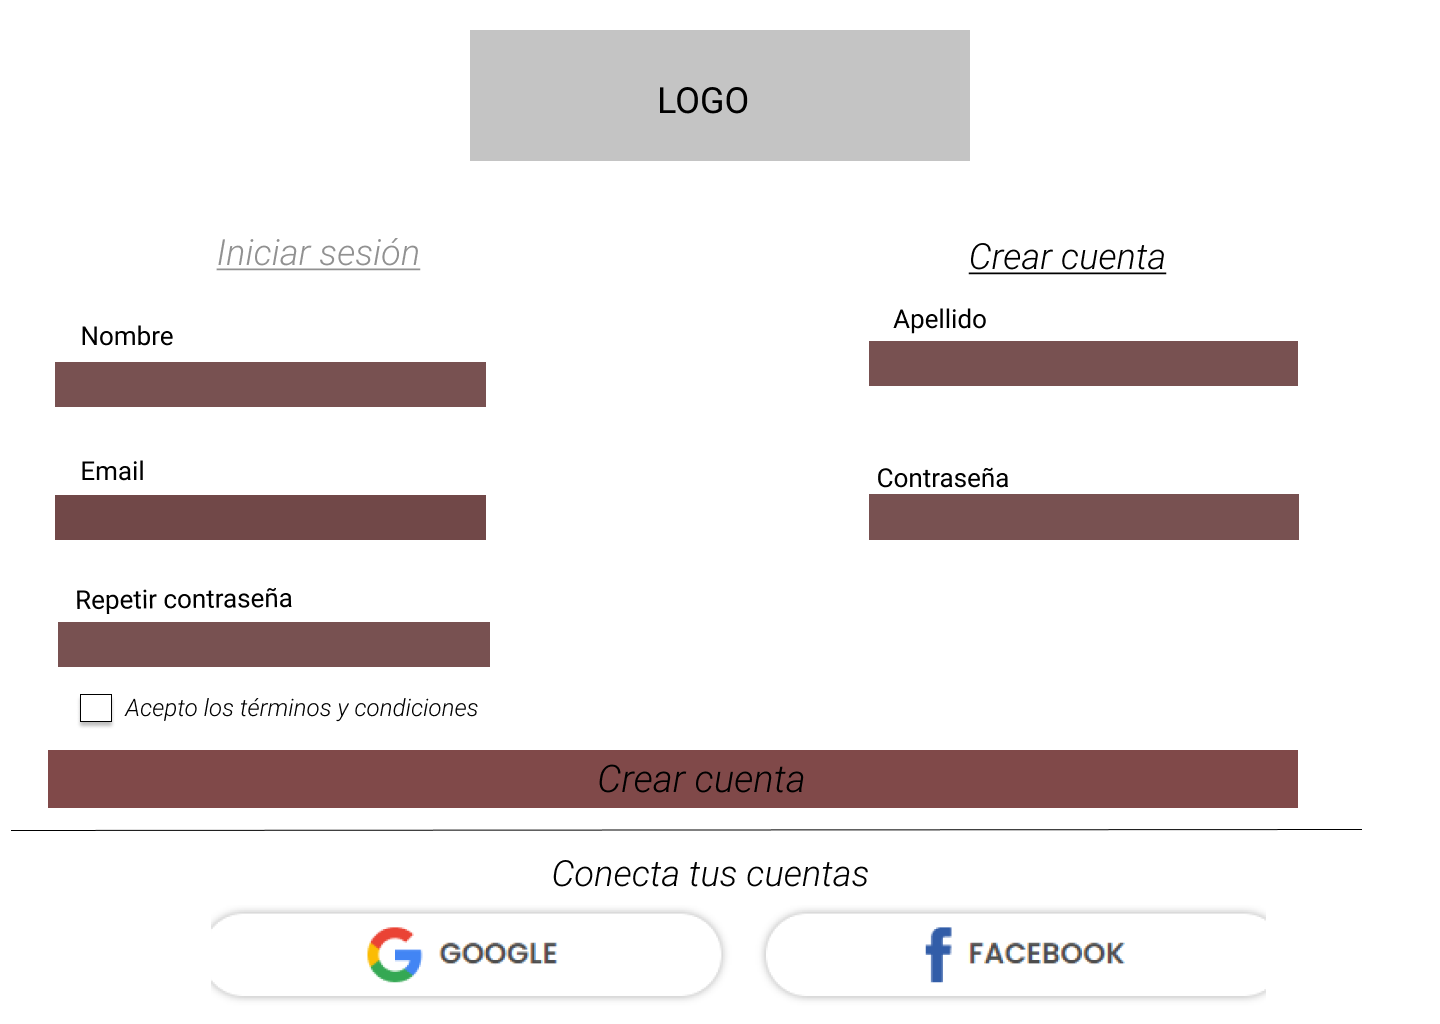 LOGO
Iniciar sesión
Crear cuenta
Nombre
Apellido
Email
Contraseña
Repetir contraseña
Acepto los términos y condiciones
Crear cuenta
Conecta tus cuentas
GOOGLE
FACEBOOK